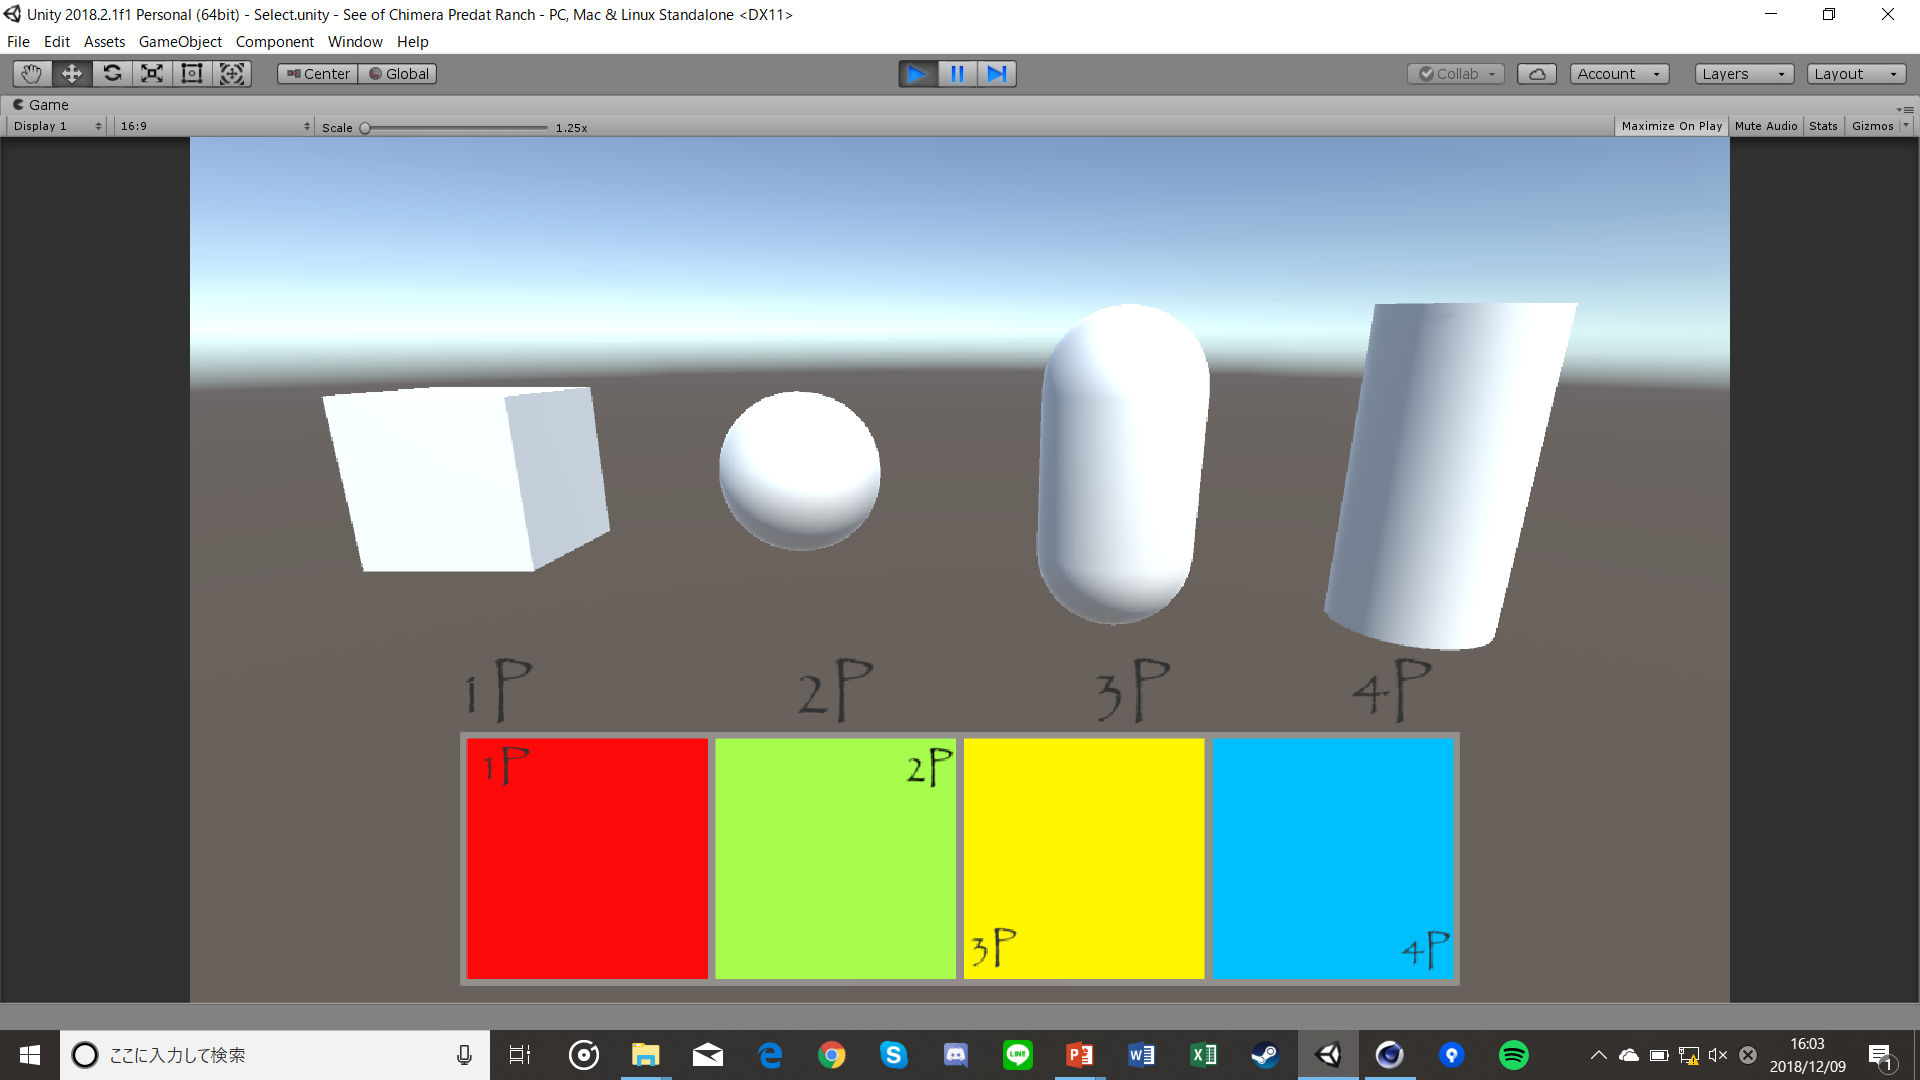 Unity 2018.2.1f1 Personal (64bit) - Select.unity - See of Chimera Predat Ranch - PC, Mac & Linux Standalone <DX11>
File Edit Assets GameObject Component Window Help
Center Global Collab Account Layers Layout
Game
Display 1 16:9 Scale 1.25x Maximize On Play Mute Audio Stats Gizmos
1P 2P 3P 4P
1P 2P
3P 4P
ここに入力して検索
16:03
2018/12/09
1